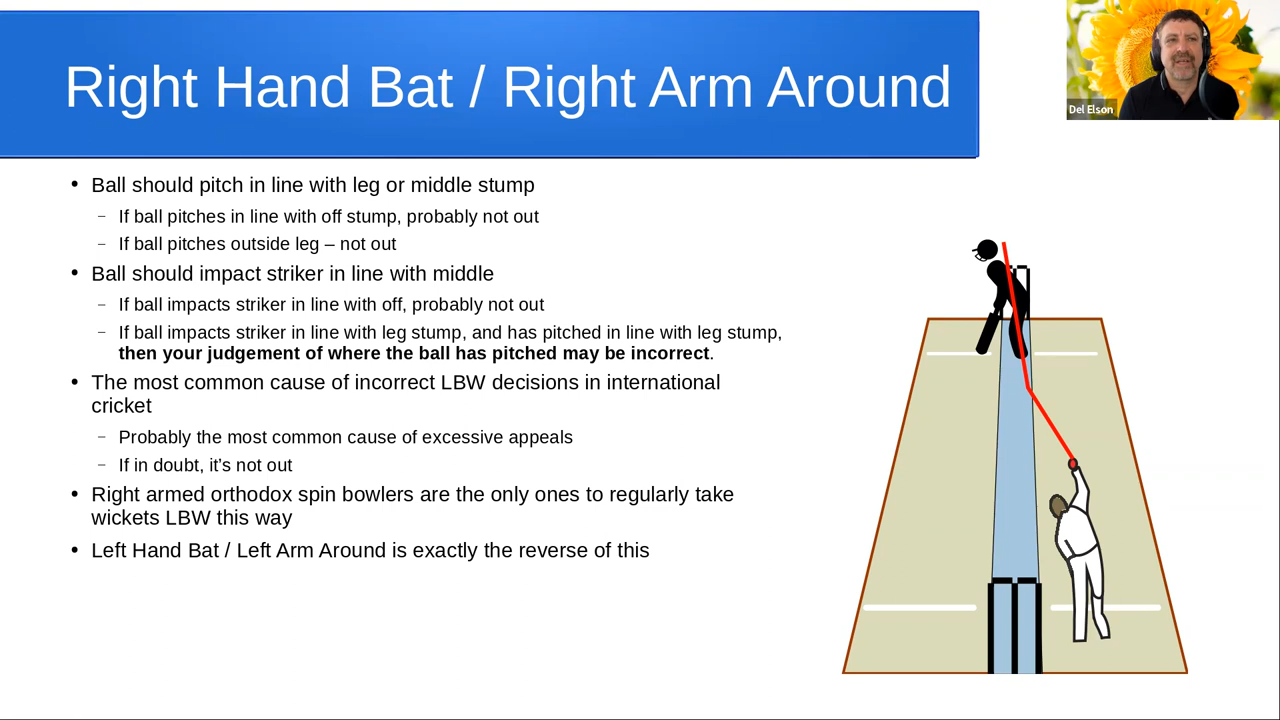 Right Hand Bat / Right Arm Around
Del Elson
• Ball should pitch in line with leg or middle stump
– If ball pitches in line with off stump, probably not out
– If ball pitches outside leg – not out
• Ball should impact striker in line with middle
– If ball impacts striker in line with off, probably not out
– If ball impacts striker in line with leg stump, and has pitched in line with leg stump,
then your judgement of where the ball has pitched may be incorrect.
• The most common cause of incorrect LBW decisions in international
cricket
– Probably the most common cause of excessive appeals
– If in doubt, it’s not out
• Right armed orthodox spin bowlers are the only ones to regularly take
wickets LBW this way
• Left Hand Bat / Left Arm Around is exactly the reverse of this